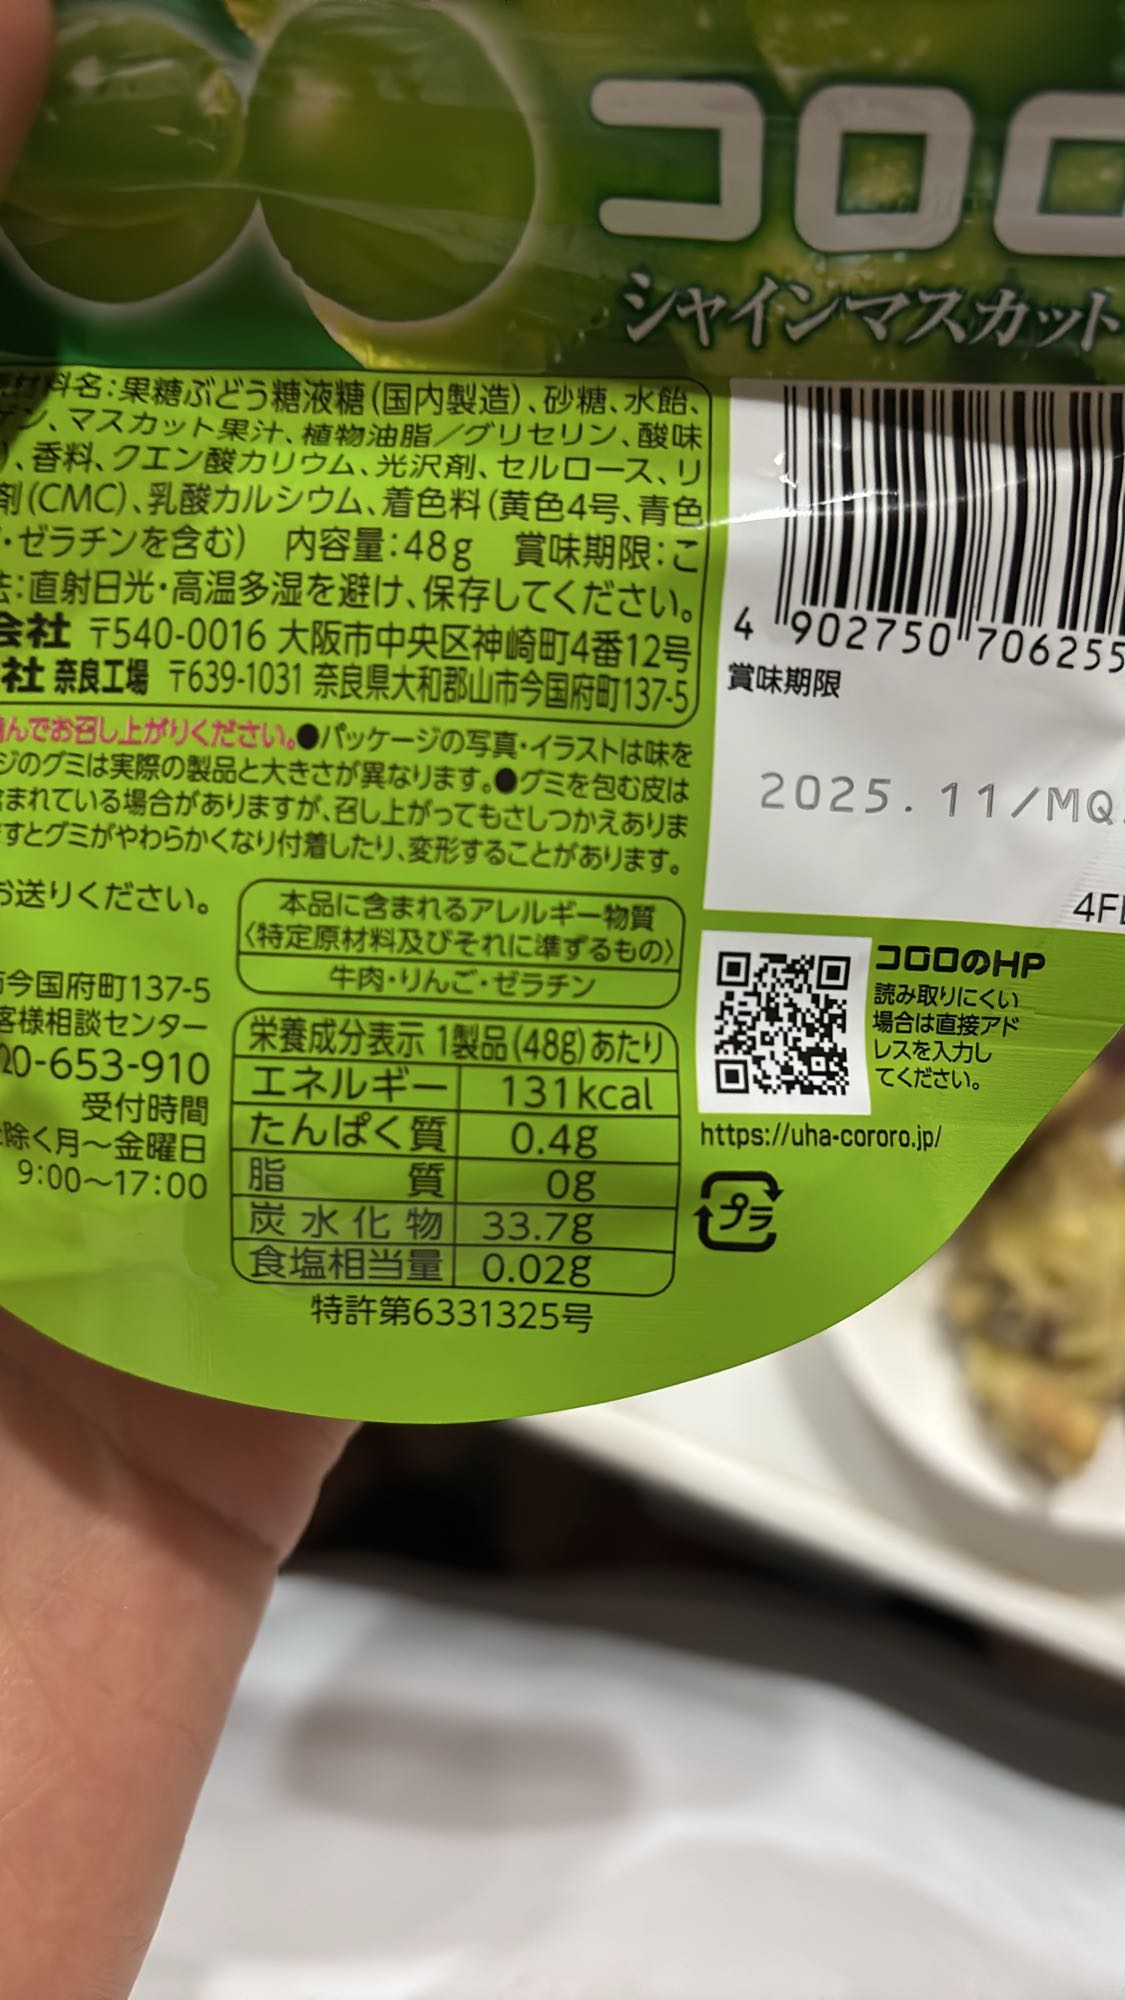 コロロ
シャインマスカット
材料名：果糖ぶどう糖液糖（国内製造）、砂糖、水飴、
ゲン、マスカット果汁、植物油脂／グリセリン、酸味
）、香料、クエン酸カリウム、光沢剤、セルロース、リ
剤（CMC）、乳酸カルシウム、着色料（黄色4号、青色
・ゼラチンを含む） 内容量：48g 賞味期限：こ
法：直射日光・高温多湿を避け、保存してください。
会社 〒540-0016 大阪市中央区神崎町4番12号
社 奈良工場 〒639-1031 奈良県大和郡山市今国府町137-5
んでお召し上がりください。●パッケージの写真・イラストは味を
ジのグミは実際の製品と大きさが異なります。●グミを包む皮は
含まれている場合がありますが、召し上がってもさしつかえありま
すとグミがやわらかくなり付着したり、変形することがあります。
お送りください。
今国府町137-5
客様相談センター
20-653-910
受付時間
除く月～金曜日
9:00～17:00
本品に含まれるアレルギー物質
〈特定原材料及びそれに準ずるもの〉
牛肉・りんご・ゼラチン
栄養成分表示 1製品（48g）あたり
エネルギー 131kcal
たんぱく質 0.4g
脂質 0g
炭水化物 33.7g
食塩相当量 0.02g
特許第6331325号
4 902750 706255
賞味期限
2025.11/MQ
4F
コロロのHP
読み取りにくい
場合は直接アド
レスを入力し
てください。
https://uha-cororo.jp/
プラ